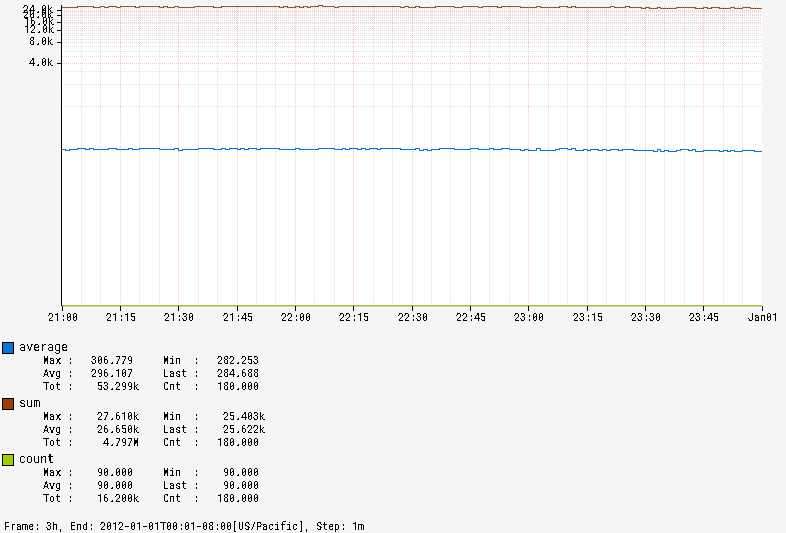 24.0k
20.0k
16.0k
12.0k
8.0k
4.0k
21:00 21:15 21:30 21:45 22:00 22:15 22:30 22:45 23:00 23:15 23:30 23:45 Jan01
average
Max : 306.779 Min : 282.253
Avg : 296.107 Last : 284.688
Tot : 53.299k Cnt : 180.000
sum
Max : 27.610k Min : 25.403k
Avg : 26.650k Last : 25.622k
Tot : 4.797M Cnt : 180.000
count
Max : 90.000 Min : 90.000
Avg : 90.000 Last : 90.000
Tot : 16.200k Cnt : 180.000
Frame: 3h, End: 2012-01-01T00:01-08:00[US/Pacific], Step: 1m